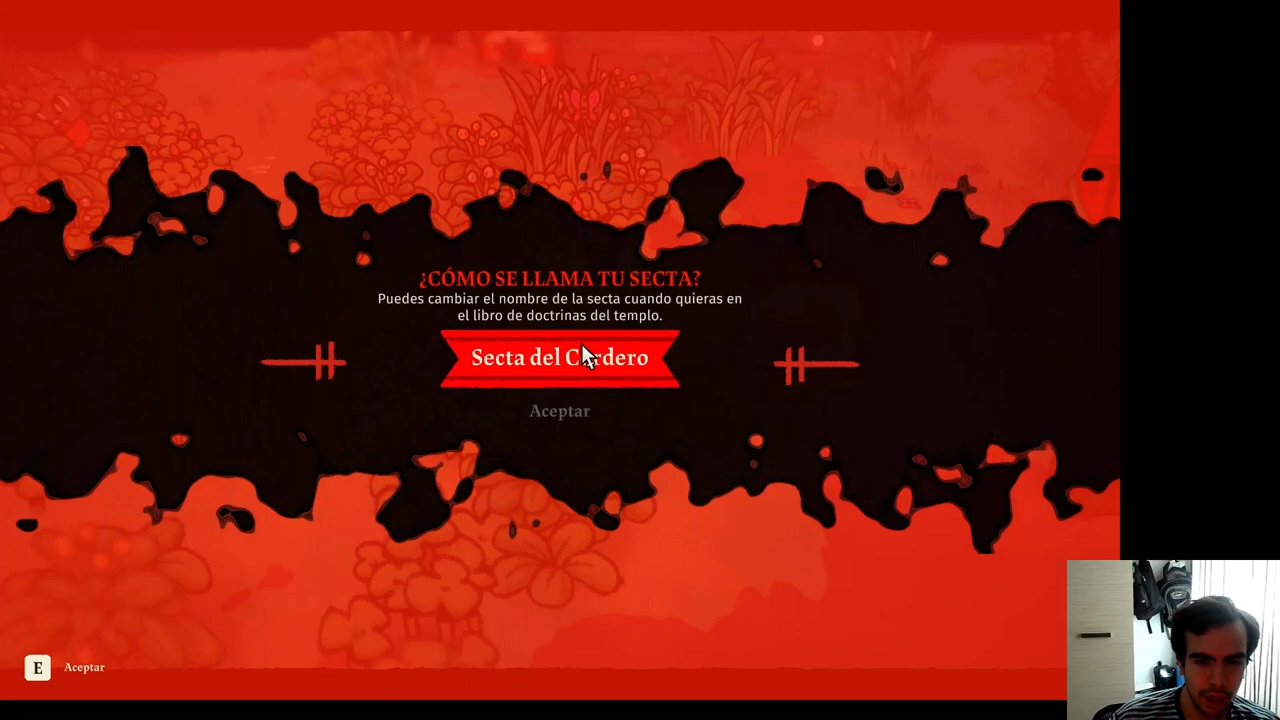 ¿CÓMO SE LLAMA TU SECTA?
Puedes cambiar el nombre de la secta cuando quieras en
el libro de doctrinas del templo.
Secta del Cordero
Aceptar
E Aceptar